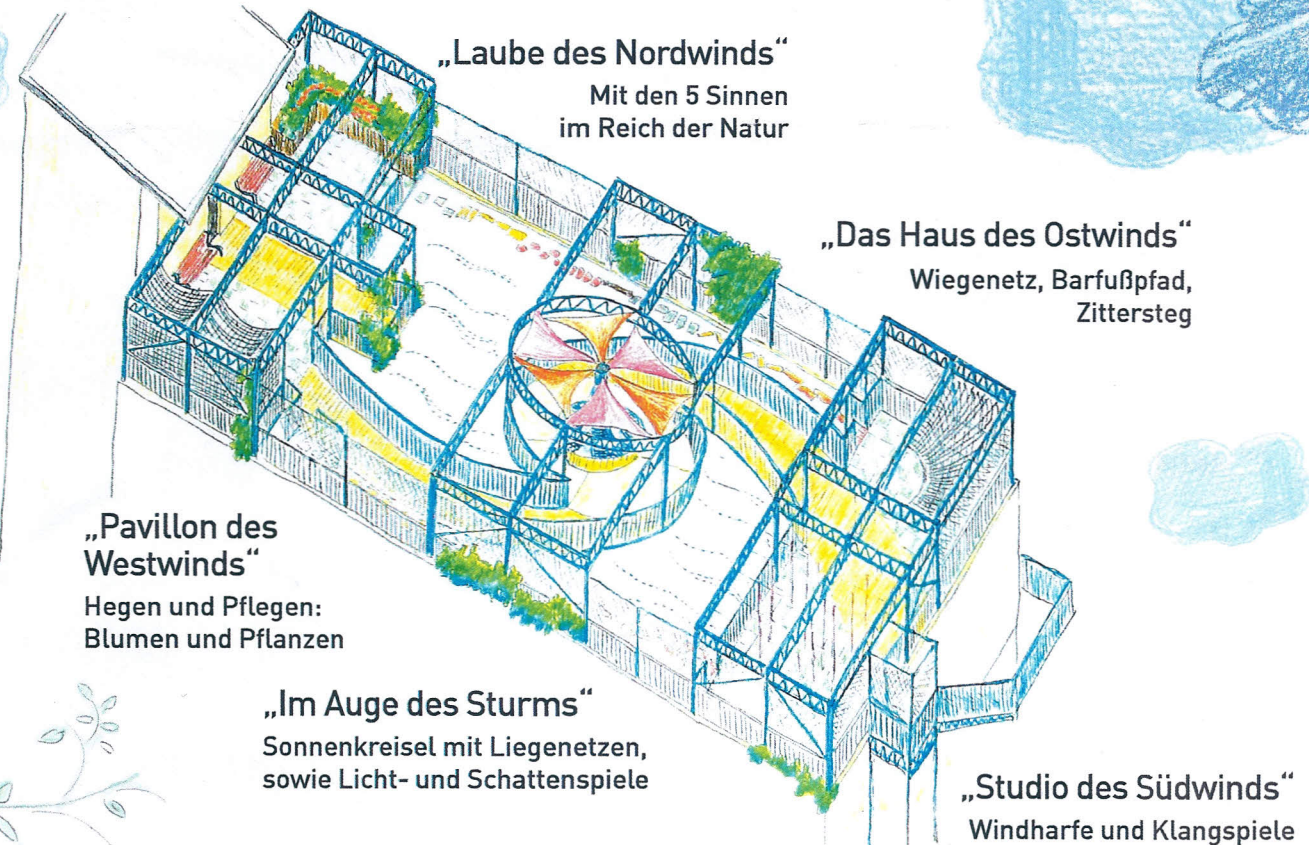 „Laube des Nordwinds“
Mit den 5 Sinnen
im Reich der Natur
„Das Haus des Ostwinds“
Wiegenetz, Barfußpfad,
Zittersteg
„Pavillon des
Westwinds“
Hegen und Pflegen:
Blumen und Pflanzen
„Im Auge des Sturms“
Sonnenkreisel mit Liegenetzen,
sowie Licht- und Schattenspiele
„Studio des Südwinds“
Windharfe und Klangspiele